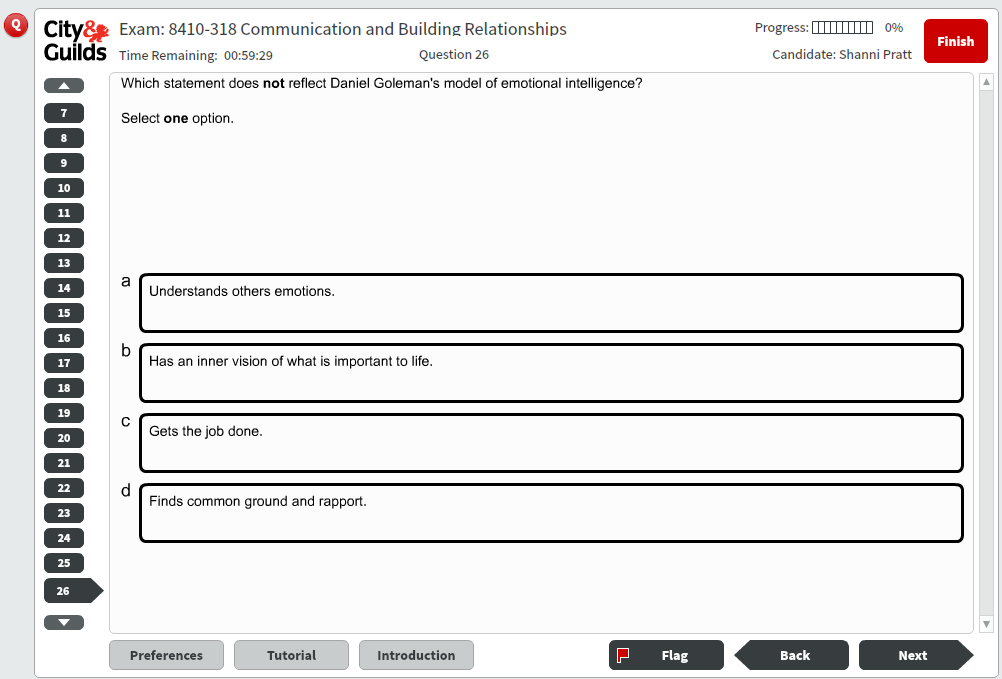 Q
City&
Guilds
Exam: 8410-318 Communication and Building Relationships
Time Remaining: 00:59:29
Question 26
Progress: 0%
Candidate: Shanni Pratt
Finish
7
8
9
10
11
12
13
14
15
16
17
18
19
20
21
22
23
24
25
26
Which statement does not reflect Daniel Goleman's model of emotional intelligence?
Select one option.
a
Understands others emotions.
b
Has an inner vision of what is important to life.
c
Gets the job done.
d
Finds common ground and rapport.
Preferences
Tutorial
Introduction
Flag
Back
Next